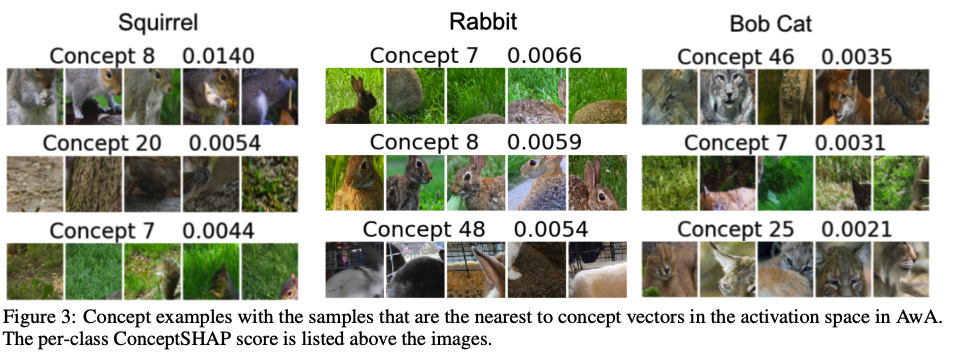 Squirrel
Rabbit
Bob Cat
Concept 8 0.0140
Concept 7 0.0066
Concept 46 0.0035
Concept 20 0.0054
Concept 8 0.0059
Concept 7 0.0031
Concept 7 0.0044
Concept 48 0.0054
Concept 25 0.0021
Figure 3: Concept examples with the samples that are the nearest to concept vectors in the activation space in AwA.
The per-class ConceptSHAP score is listed above the images.